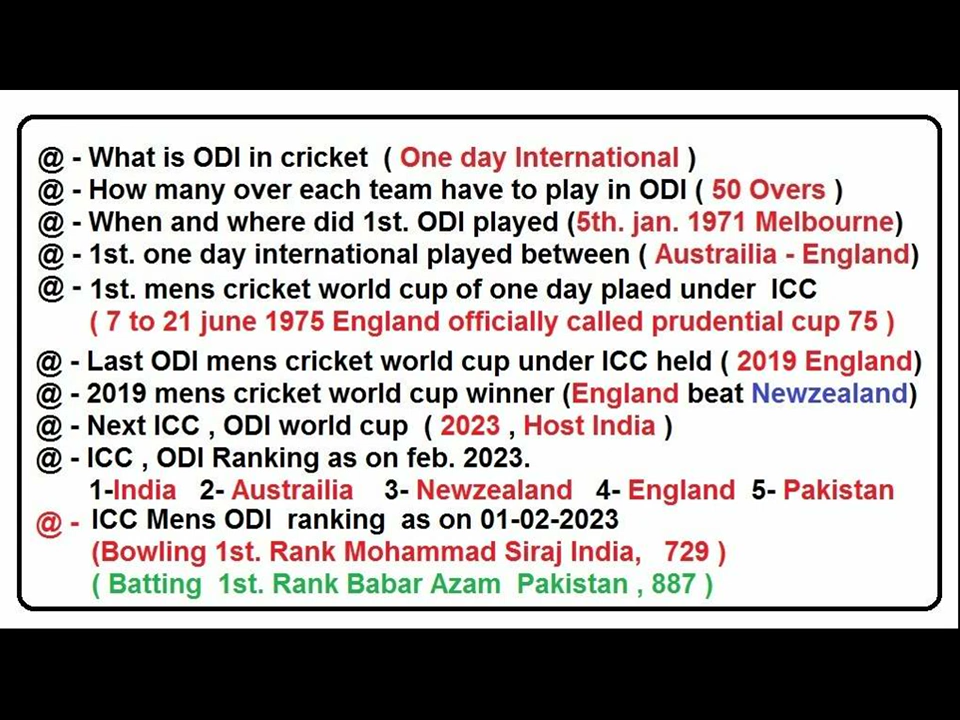 @ - What is ODI in cricket ( One day International )
@ - How many over each team have to play in ODI ( 50 Overs )
@ - When and where did 1st. ODI played (5th. jan. 1971 Melbourne)
@ - 1st. one day international played between ( Austrailia - England)
@ - 1st. mens cricket world cup of one day plaed under ICC
( 7 to 21 june 1975 England officially called prudential cup 75 )
@ - Last ODI mens cricket world cup under ICC held ( 2019 England)
@ - 2019 mens cricket world cup winner (England beat Newzealand)
@ - Next ICC , ODI world cup ( 2023 , Host India )
@ - ICC , ODI Ranking as on feb. 2023.
1-India 2- Austrailia 3- Newzealand 4- England 5- Pakistan
@ - ICC Mens ODI ranking as on 01-02-2023
(Bowling 1st. Rank Mohammad Siraj India, 729 )
( Batting 1st. Rank Babar Azam Pakistan , 887 )